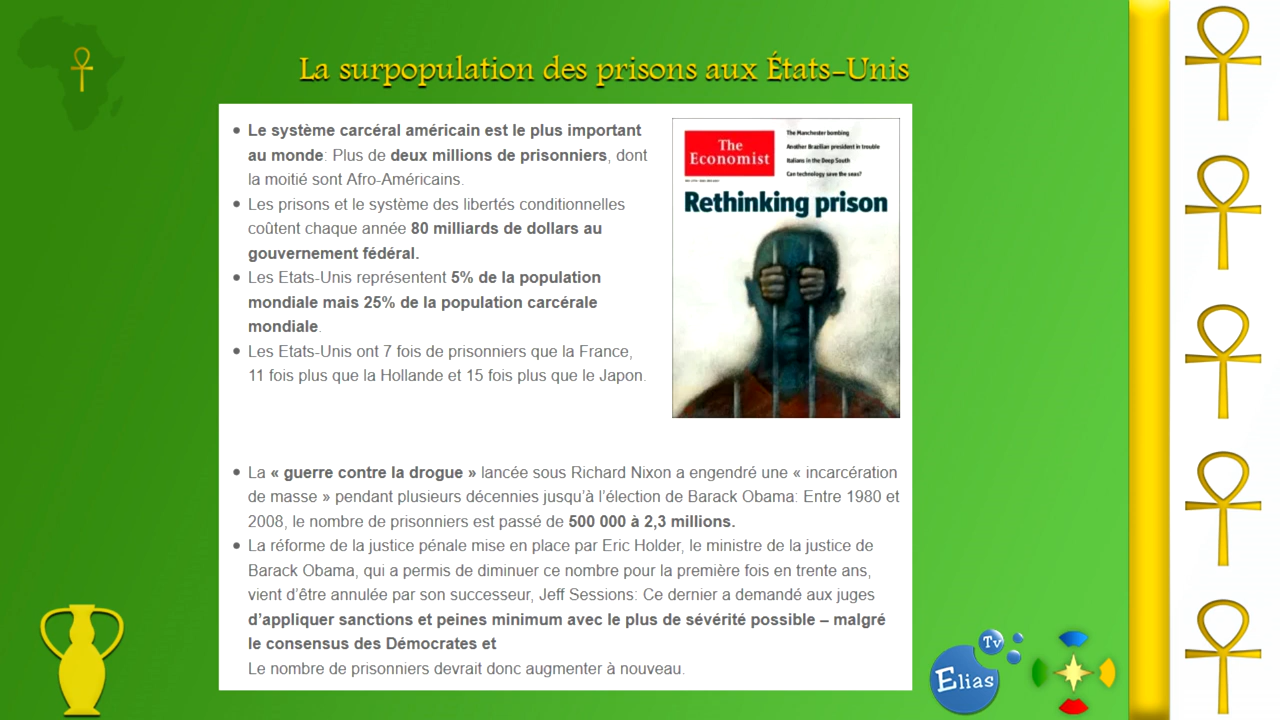 La surpopulation des prisons aux États-Unis
Le système carcéral américain est le plus important
au monde: Plus de deux millions de prisonniers, dont
la moitié sont Afro-Américains.
Les prisons et le système des libertés conditionnelles
coûtent chaque année 80 milliards de dollars au
gouvernement fédéral.
Les Etats-Unis représentent 5% de la population
mondiale mais 25% de la population carcérale
mondiale.
Les Etats-Unis ont 7 fois de prisonniers que la France,
11 fois plus que la Hollande et 15 fois plus que le Japon.
The
Economist
The Manchester bombing
Another Brazilian president in trouble
Italians in the Deep South
Can technology save the seas?
Rethinking prison
La « guerre contre la drogue » lancée sous Richard Nixon a engendré une « incarcération
de masse » pendant plusieurs décennies jusqu'à l'élection de Barack Obama: Entre 1980 et
2008, le nombre de prisonniers est passé de 500 000 à 2,3 millions.
La réforme de la justice pénale mise en place par Eric Holder, le ministre de la justice de
Barack Obama, qui a permis de diminuer ce nombre pour la première fois en trente ans,
vient d'être annulée par son successeur, Jeff Sessions: Ce dernier a demandé aux juges
d'appliquer sanctions et peines minimum avec le plus de sévérité possible – malgré
le consensus des Démocrates et
Le nombre de prisonniers devrait donc augmenter à nouveau.
Elias
Tv